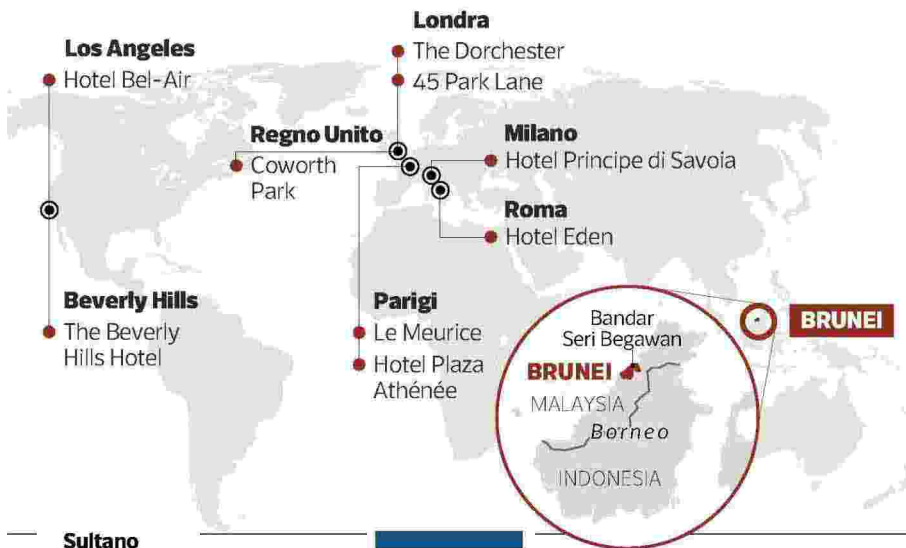 Londra
The Dorchester
45 Park Lane
Los Angeles
Hotel Bel-Air
Regno Unito
Coworth
Park
Milano
Hotel Principe di Savoia
Roma
Hotel Eden
Beverly Hills
The Beverly
Hills Hotel
Parigi
Le Meurice
Hotel Plaza
Athénée
BRUNEI
Bandar
Seri Begawan
BRUNEI
MALAYSIA
Borneo
INDONESIA
Sultano